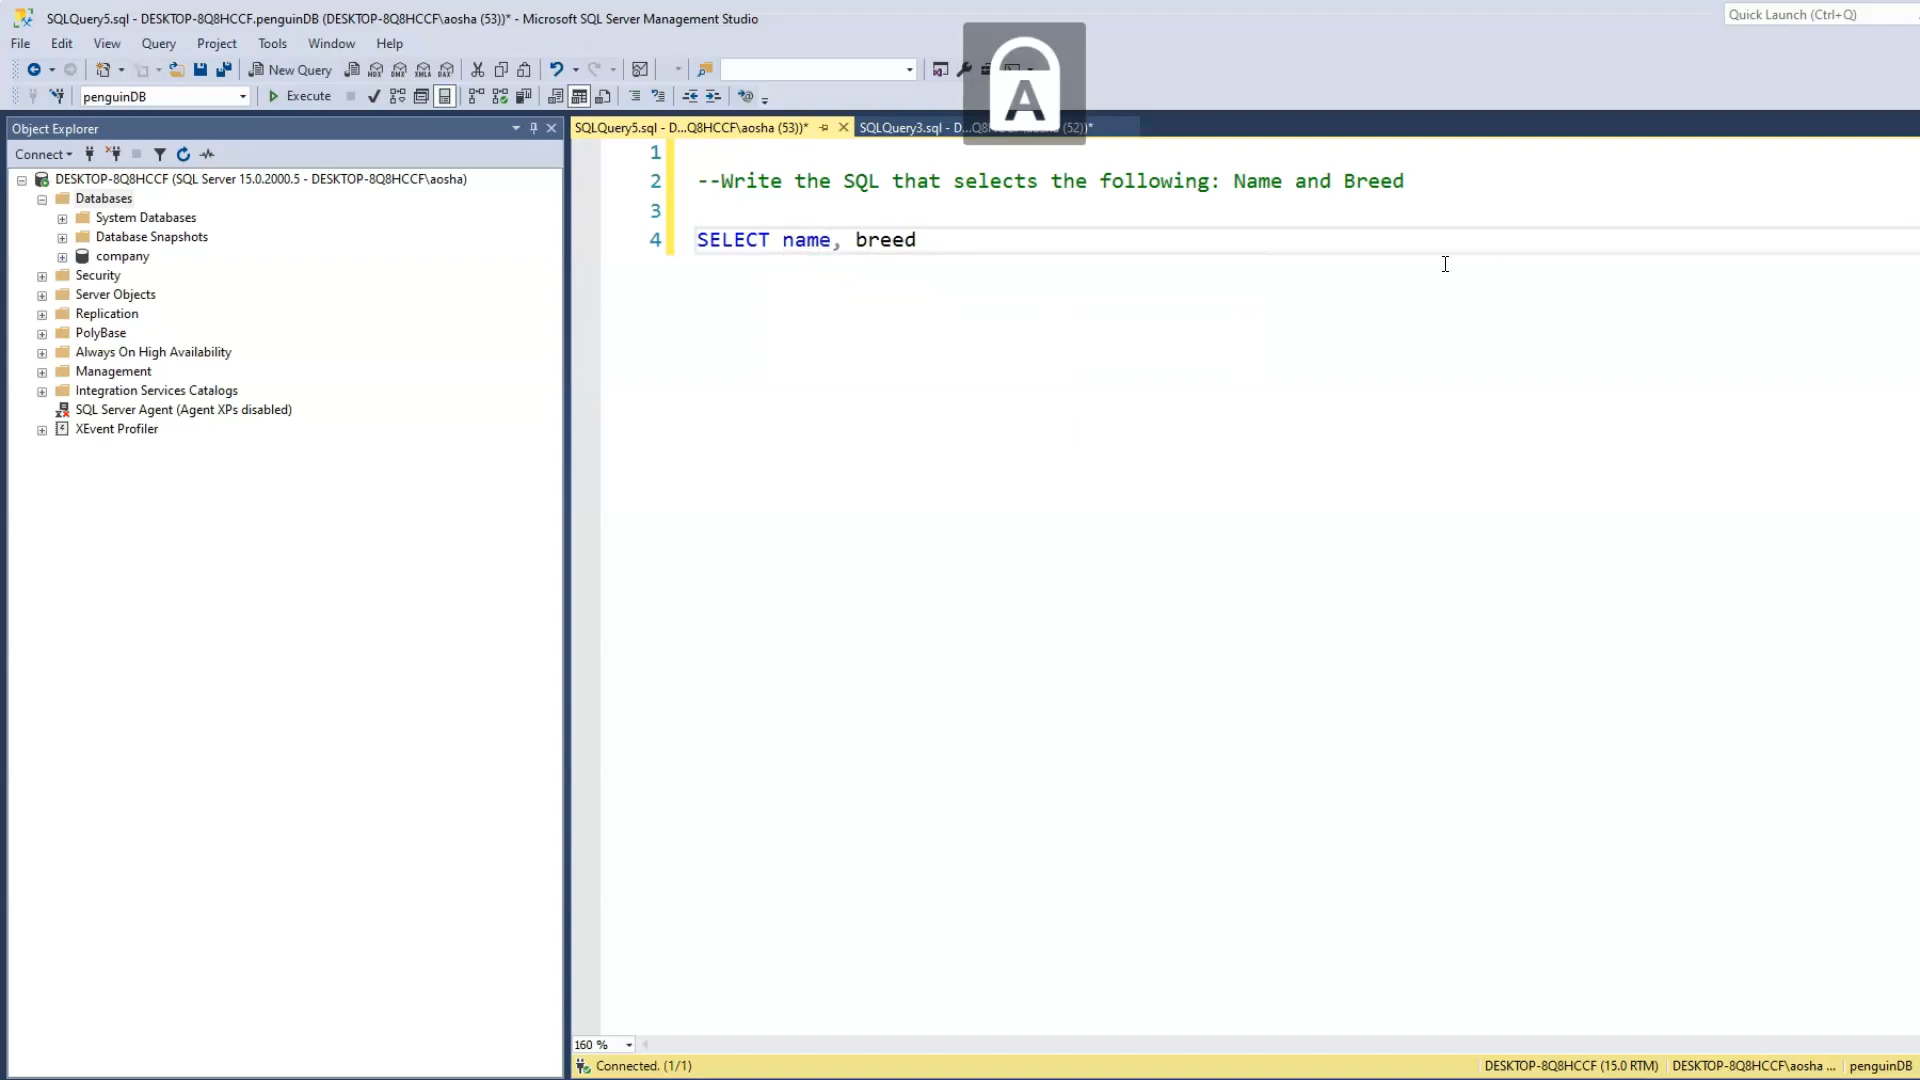 SQLQuery5.sql - DESKTOP-8Q8HCCF.penguinDB (DESKTOP-8Q8HCCF\aosha (53))* - Microsoft SQL Server Management Studio
Quick Launch (Ctrl+Q)
File Edit View Query Project Tools Window Help
New Query
penguinDB
Execute
A
Object Explorer
SQLQuery5.sql - D...Q8HCCF\aosha (53))*
SQLQuery3.sql - D...Q8 (52))*
Connect
DESKTOP-8Q8HCCF (SQL Server 15.0.2000.5 - DESKTOP-8Q8HCCF\aosha)
Databases
System Databases
Database Snapshots
company
Security
Server Objects
Replication
PolyBase
Always On High Availability
Management
Integration Services Catalogs
SQL Server Agent (Agent XPs disabled)
XEvent Profiler
1
2 --Write the SQL that selects the following: Name and Breed
3
4 SELECT name, breed
160 %
Connected. (1/1)
DESKTOP-8Q8HCCF (15.0 RTM)
DESKTOP-8Q8HCCF\aosha ...
penguinDB